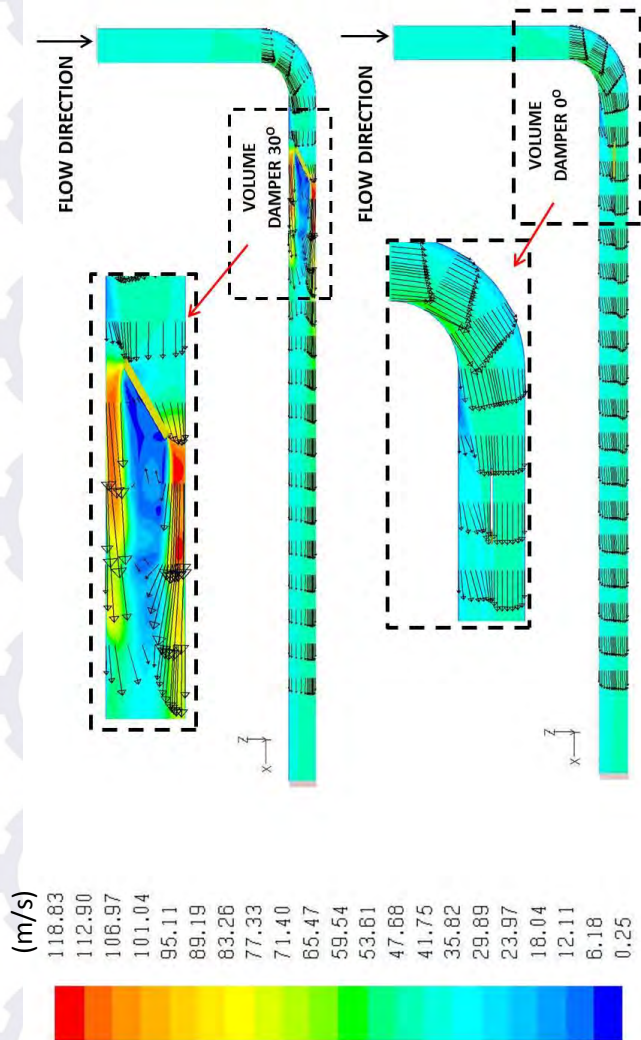 (m/s)
118.83
112.90
106.97
101.04
95.11
89.19
83.26
77.33
71.40
65.47
59.54
53.61
47.68
41.75
35.82
29.89
23.97
18.04
12.11
6.18
0.25
FLOW DIRECTION
VOLUME
DAMPER 30⁰
Z
X
FLOW DIRECTION
VOLUME
DAMPER 0⁰
Z
X